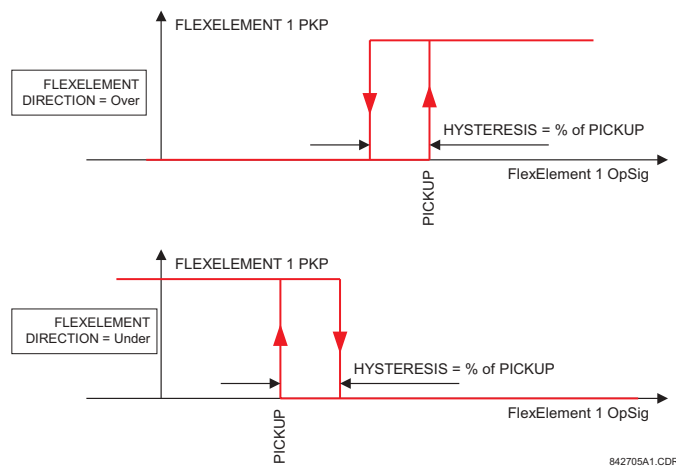 FLEXELEMENT 1 PKP
FLEXELEMENT
DIRECTION = Over
HYSTERESIS = % of PICKUP
FlexElement 1 OpSig
PICKUP
FLEXELEMENT 1 PKP
FLEXELEMENT
DIRECTION = Under
HYSTERESIS = % of PICKUP
FlexElement 1 OpSig
PICKUP
842705A1.CDR